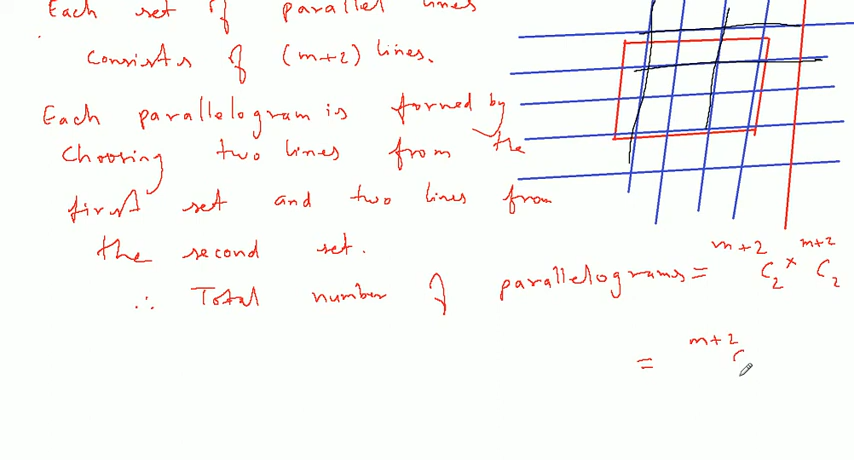 Each set of parallel lines
consists of (m+2) lines.
Each parallelogram is formed by
choosing two lines from the
first set and two lines from
the second set.
∴ Total number of parallelograms = ᵐ⁺²C₂ × ᵐ⁺²C₂
= ᵐ⁺²C